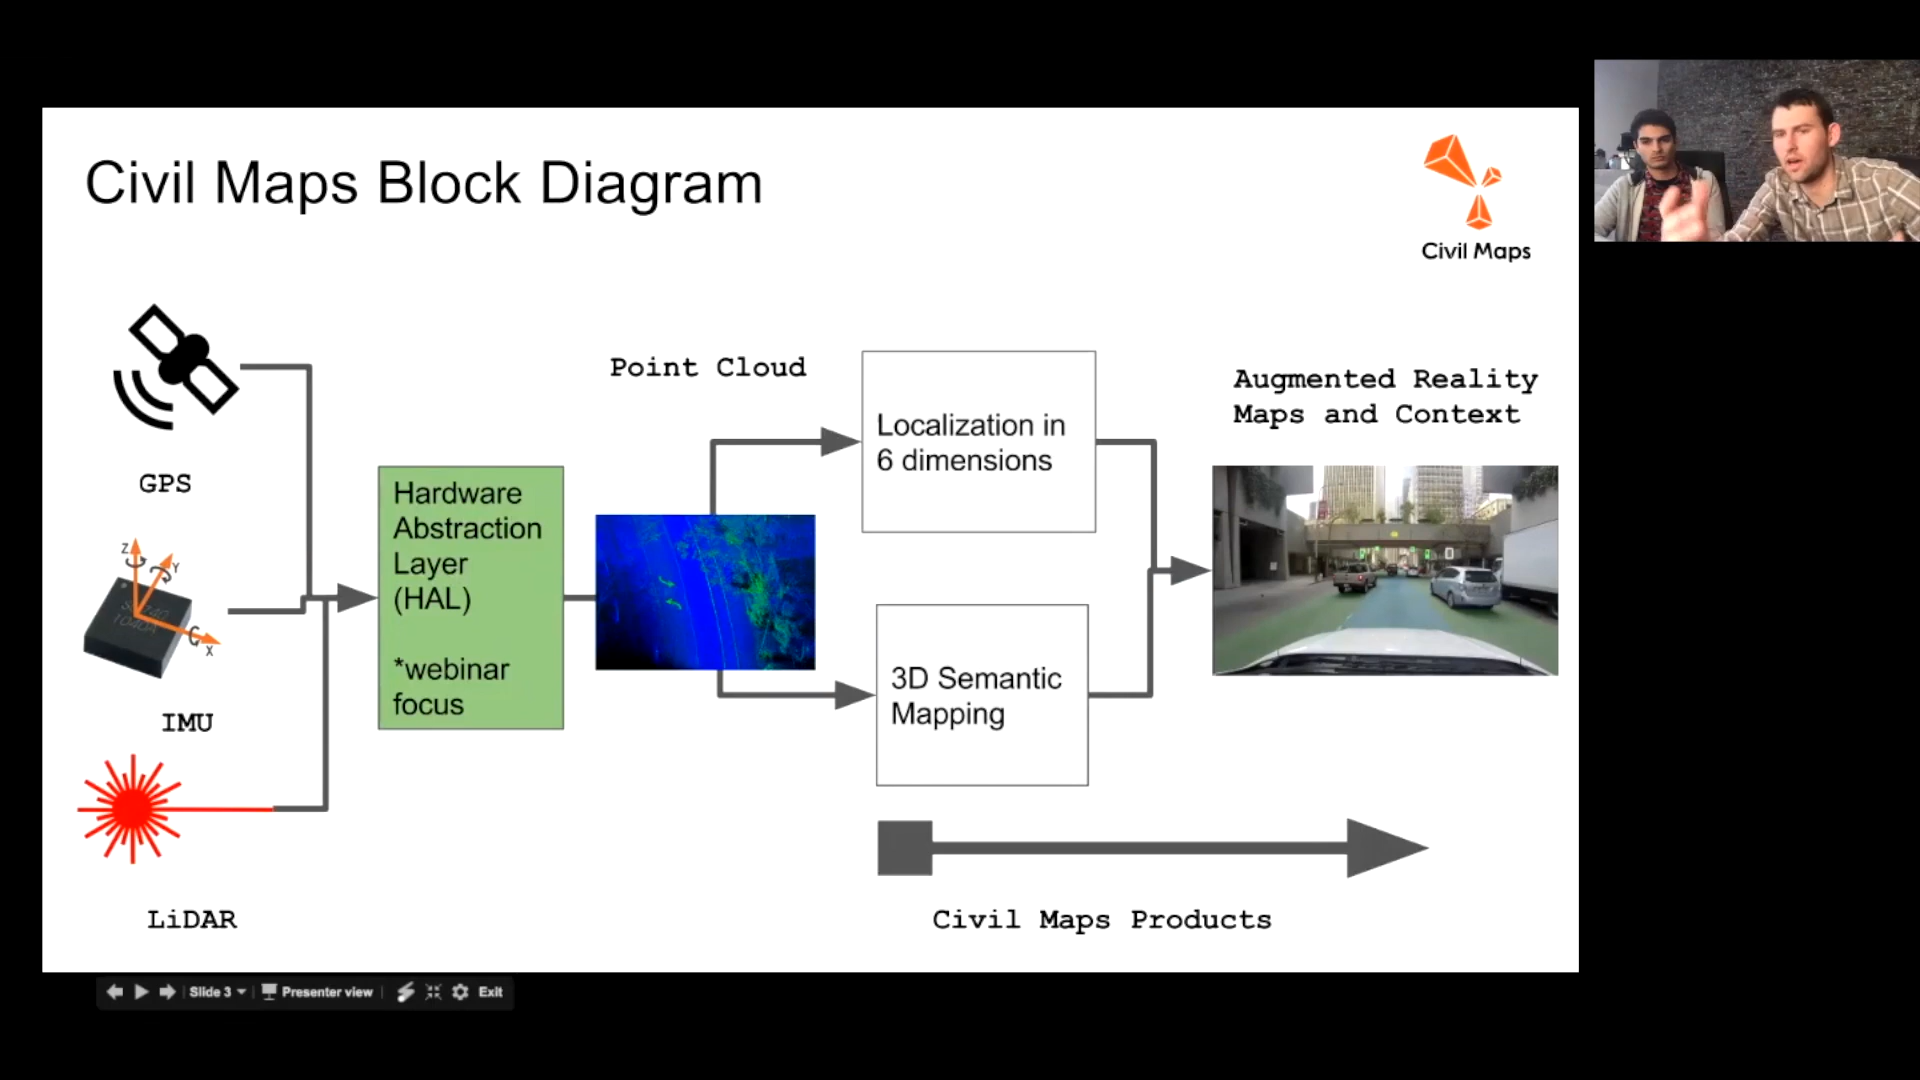 Civil Maps Block Diagram
Civil Maps
GPS
Z
Y
X
IMU
LiDAR
Hardware
Abstraction
Layer
(HAL)
*webinar
focus
Point Cloud
Localization in
6 dimensions
3D Semantic
Mapping
Augmented Reality
Maps and Context
Civil Maps Products
Slide 3
Presenter view
Exit